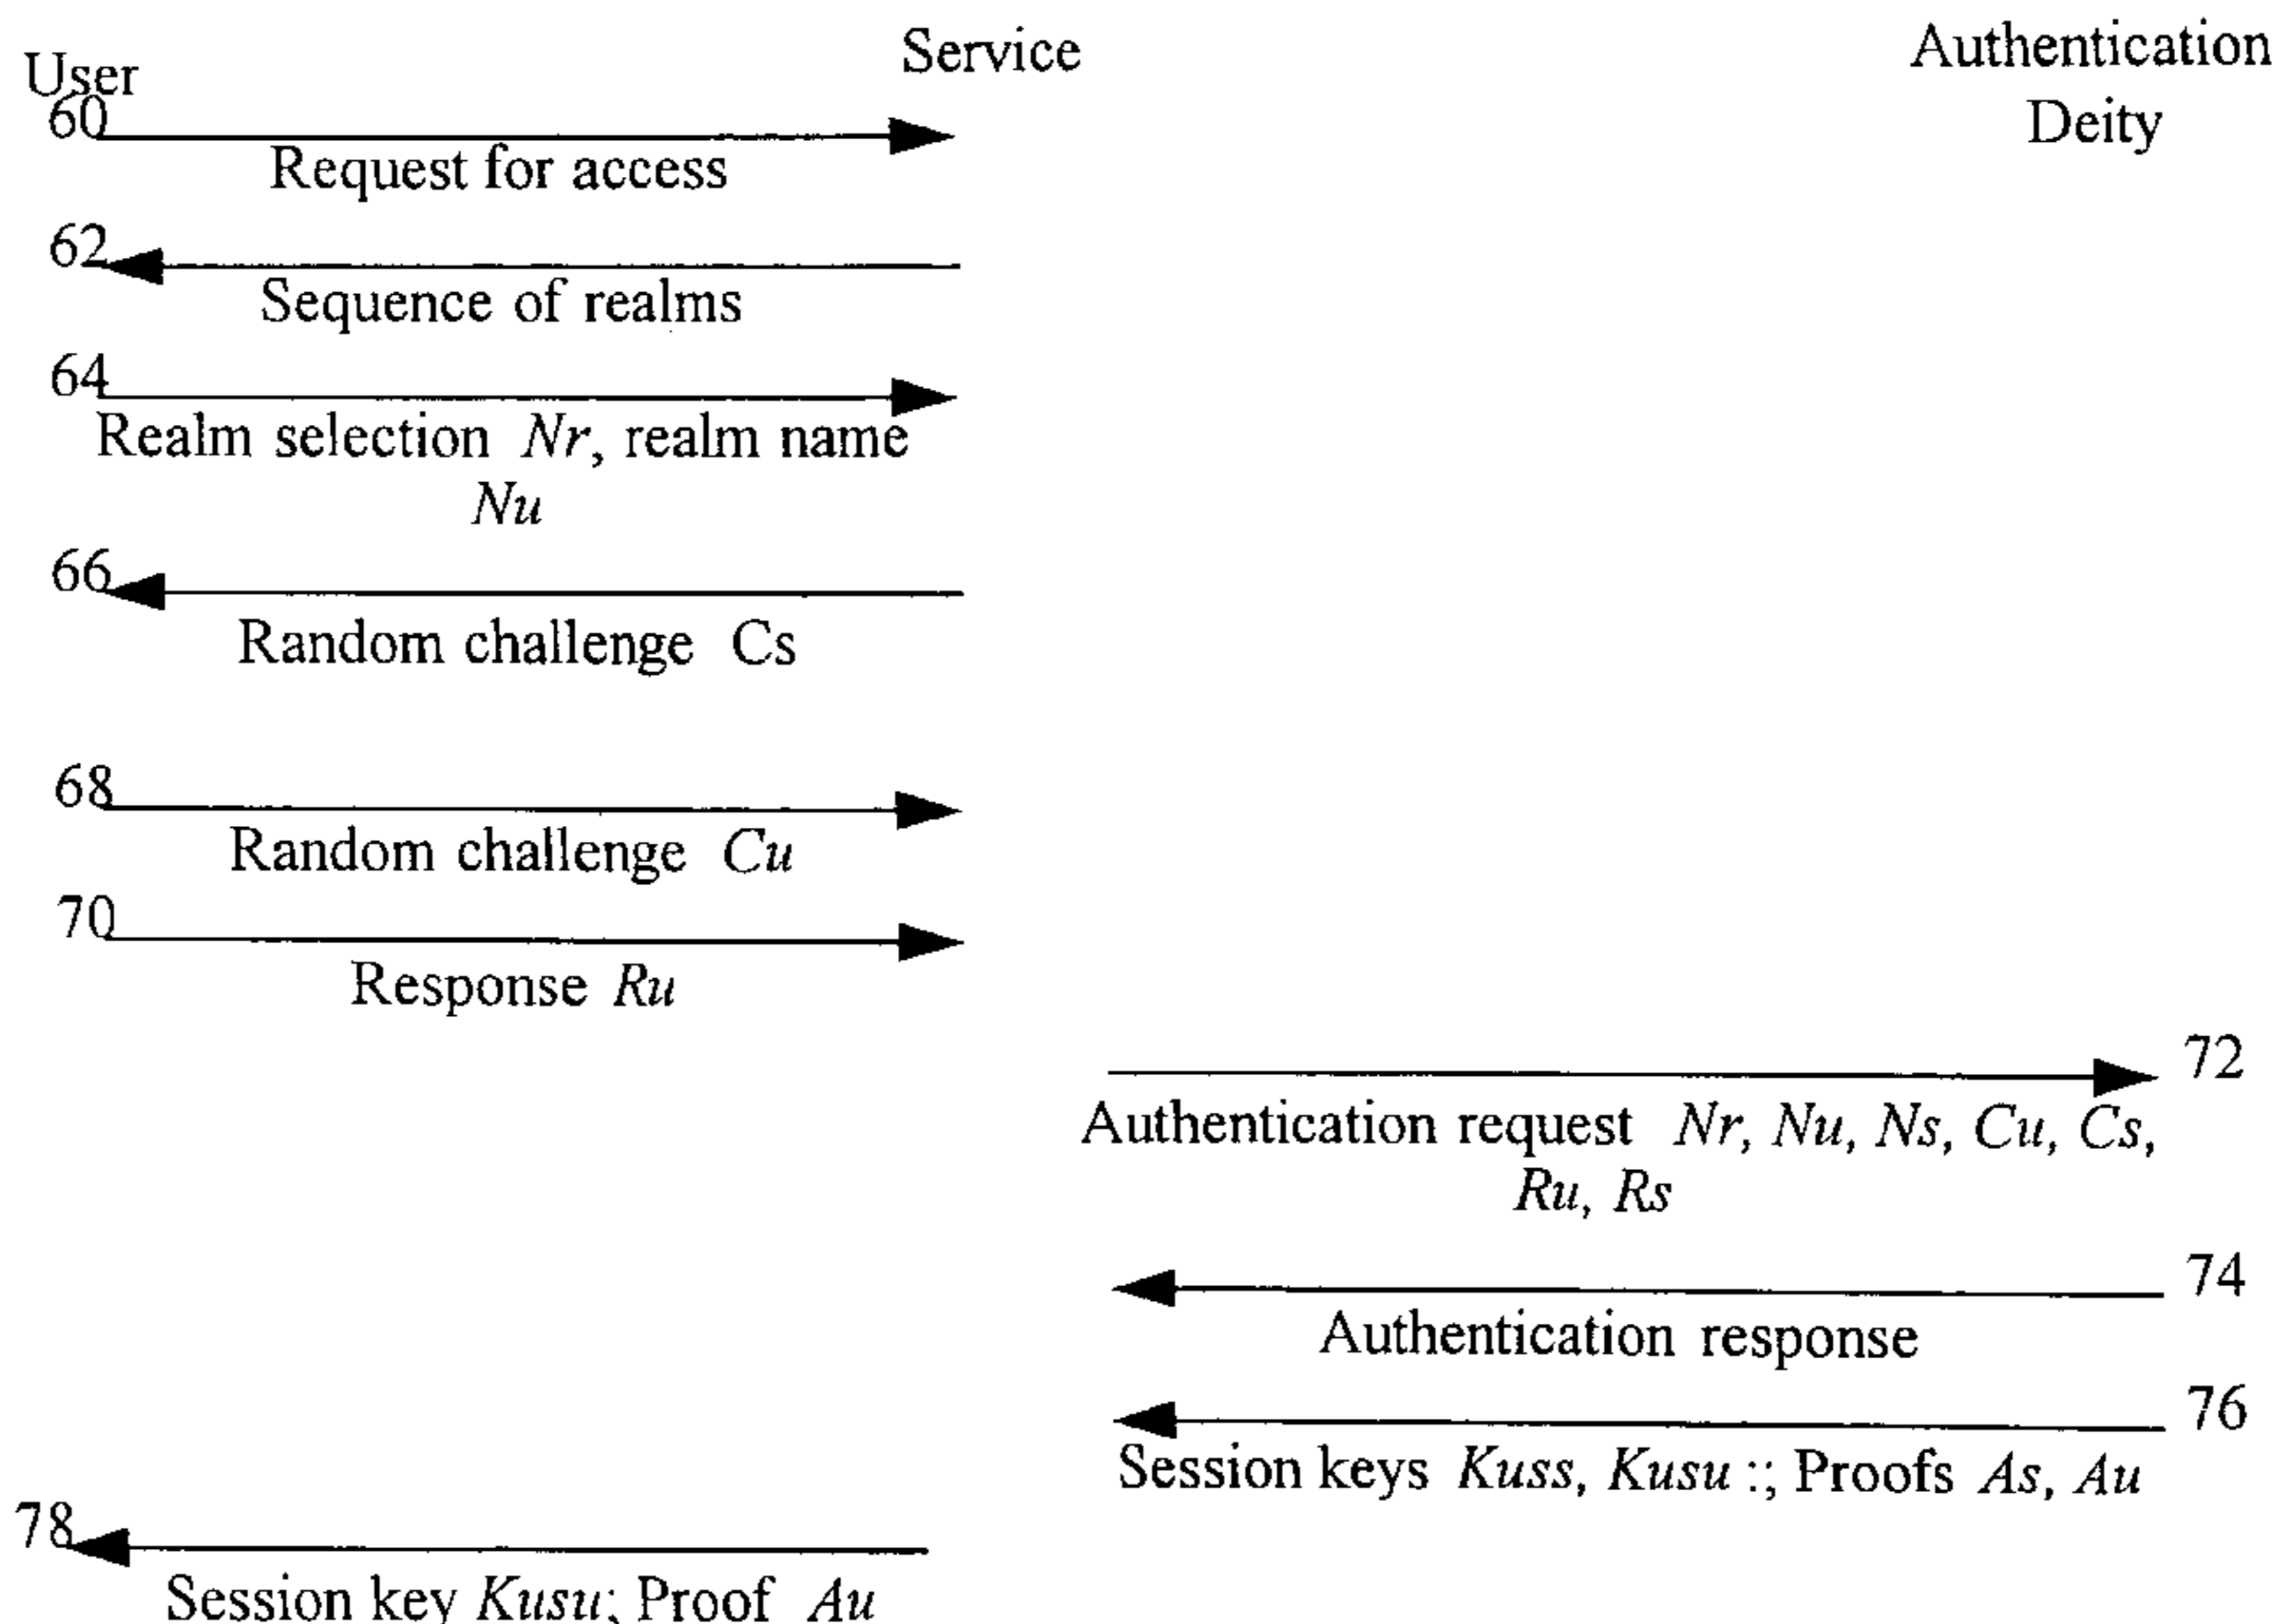 User
Service
Authentication
Deity
60
Request for access
62
Sequence of realms
64
Realm selection Nr, realm name
Nu
66
Random challenge Cs
68
Random challenge Cu
70
Response Ru
72
Authentication request Nr, Nu, Ns, Cu, Cs,
Ru, Rs
74
Authentication response
76
Session keys Kuss, Kusu :; Proofs As, Au
78
Session key Kusu; Proof Au